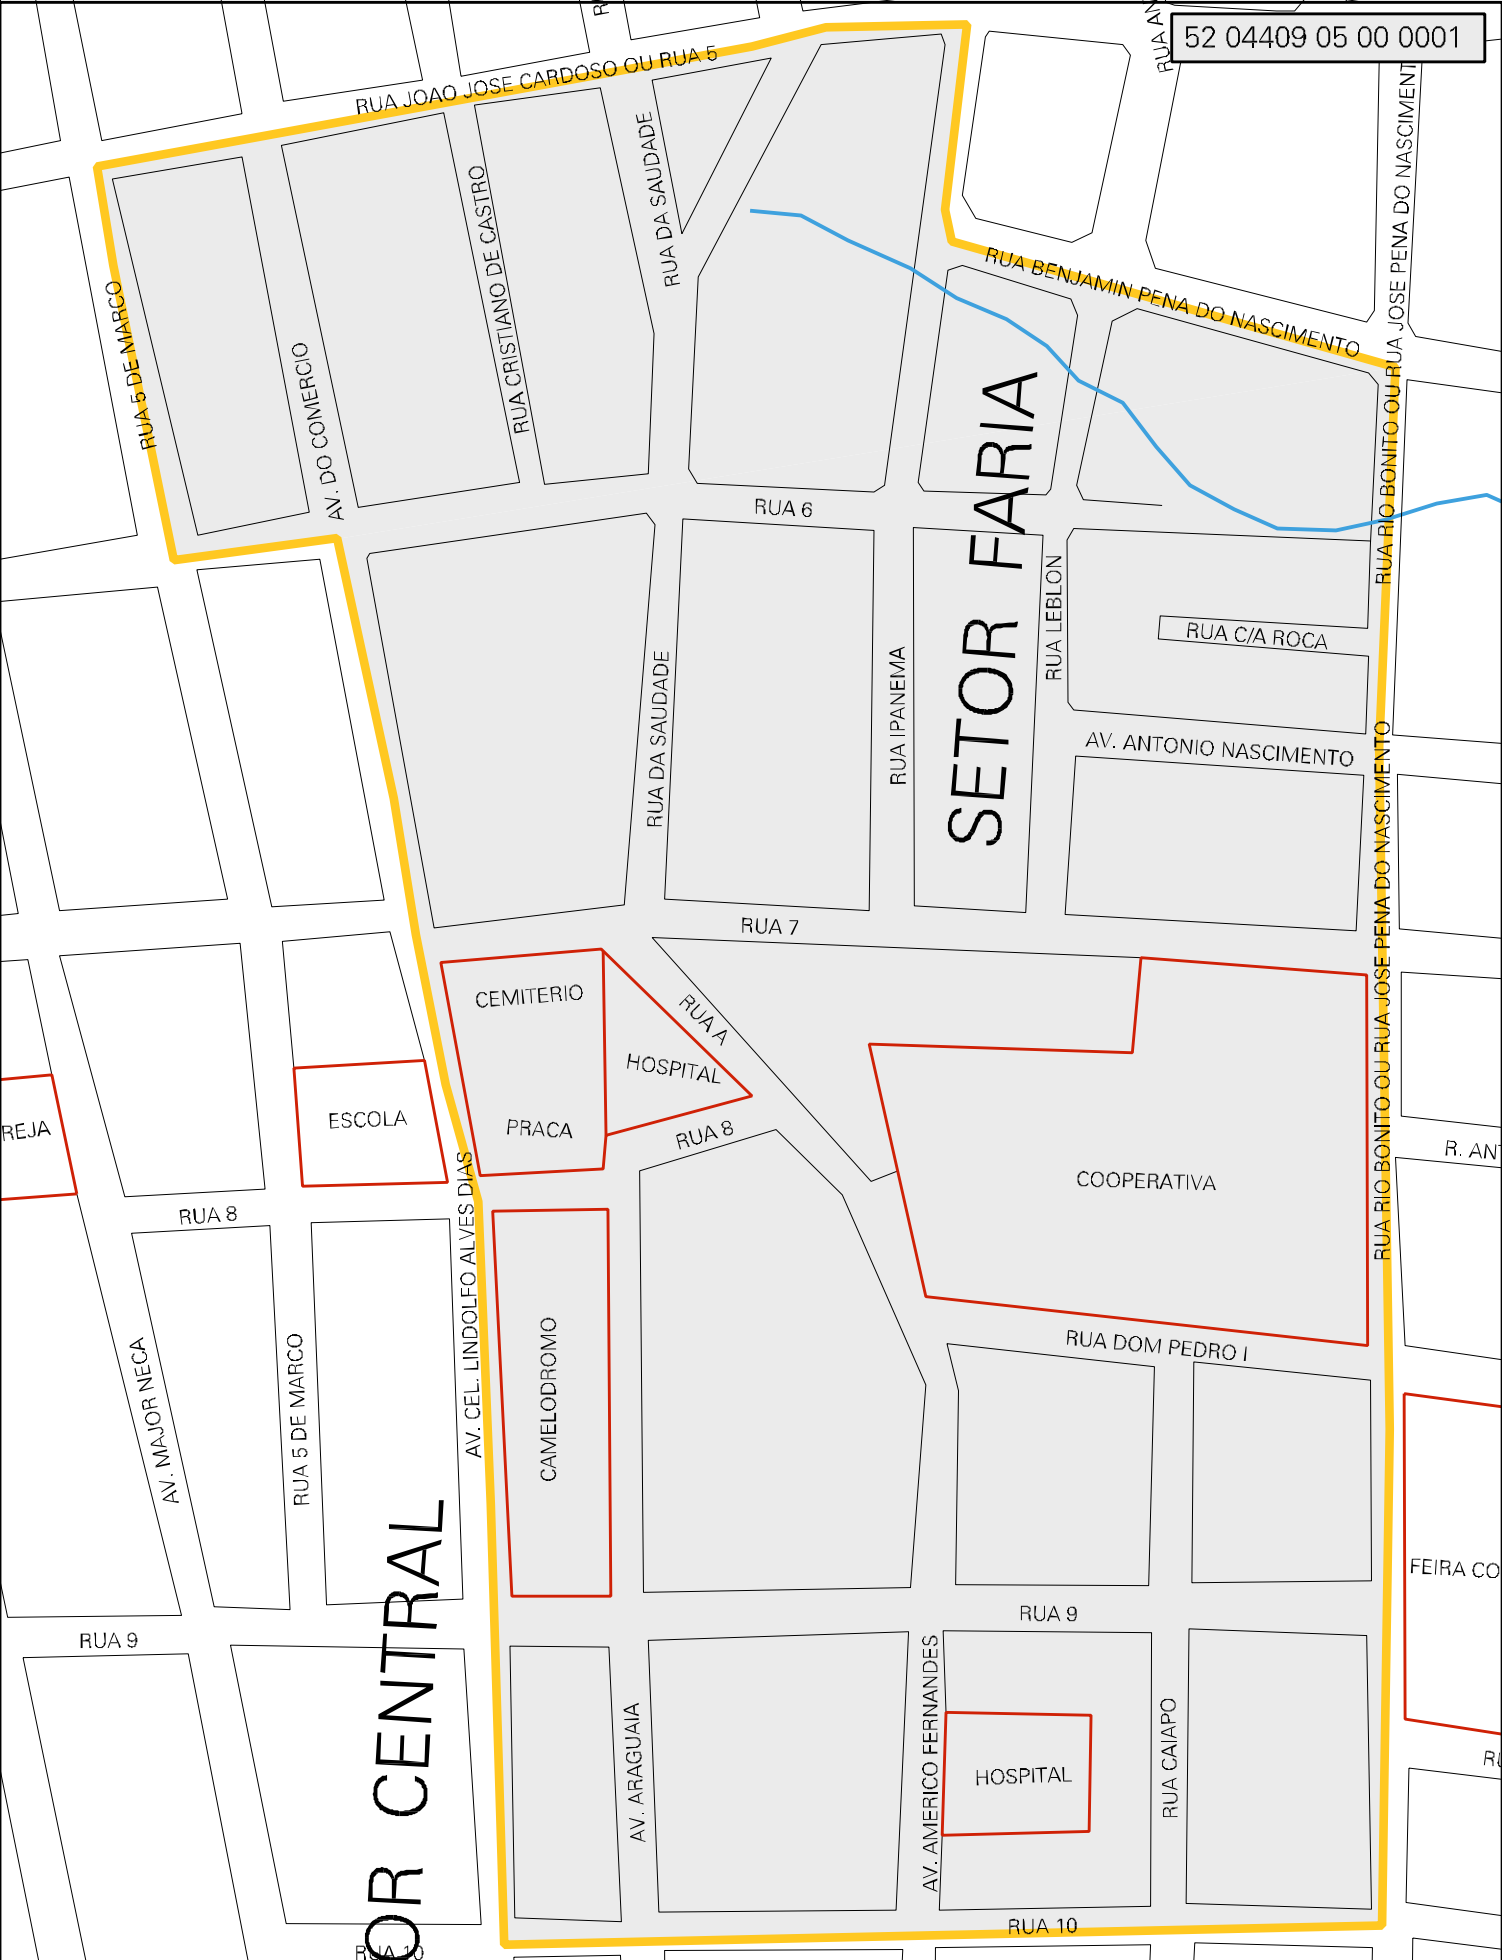 52 04409 05 00 0001
RUA JOAO JOSE CARDOSO OU RUA 5
RUA DA SAUDADE
RUA CRISTIANO DE CASTRO
RUA 5 DE MARCO
AV. DO COMERCIO
RUA BENJAMIN PENA DO NASCIMENTO
RUA RIO BONITO OU RUA JOSE PENA DO NASCIMENT
SETOR FARIA
RUA 6
RUA LEBLON
RUA C/A ROCA
RUA IPANEMA
RUA DA SAUDADE
AV. ANTONIO NASCIMENTO
RUA RIO BONITO OU RUA JOSE PENA DO NASCIMENTO
RUA 7
CEMITERIO
RUA A
HOSPITAL
ESCOLA
PRACA
REJA
RUA 8
R. AN
COOPERATIVA
RUA 8
AV. CEL. LINDOLFO ALVES DIAS
CAMELODROMO
RUA DOM PEDRO I
AV. MAJOR NECA
RUA 5 DE MARCO
OR CENTRAL
FEIRA CO
RUA 9
RUA 9
AV. ARAGUAIA
AV. AMERICO FERNANDES
HOSPITAL
RUA CAIAPO
RUA 10
RUA 10